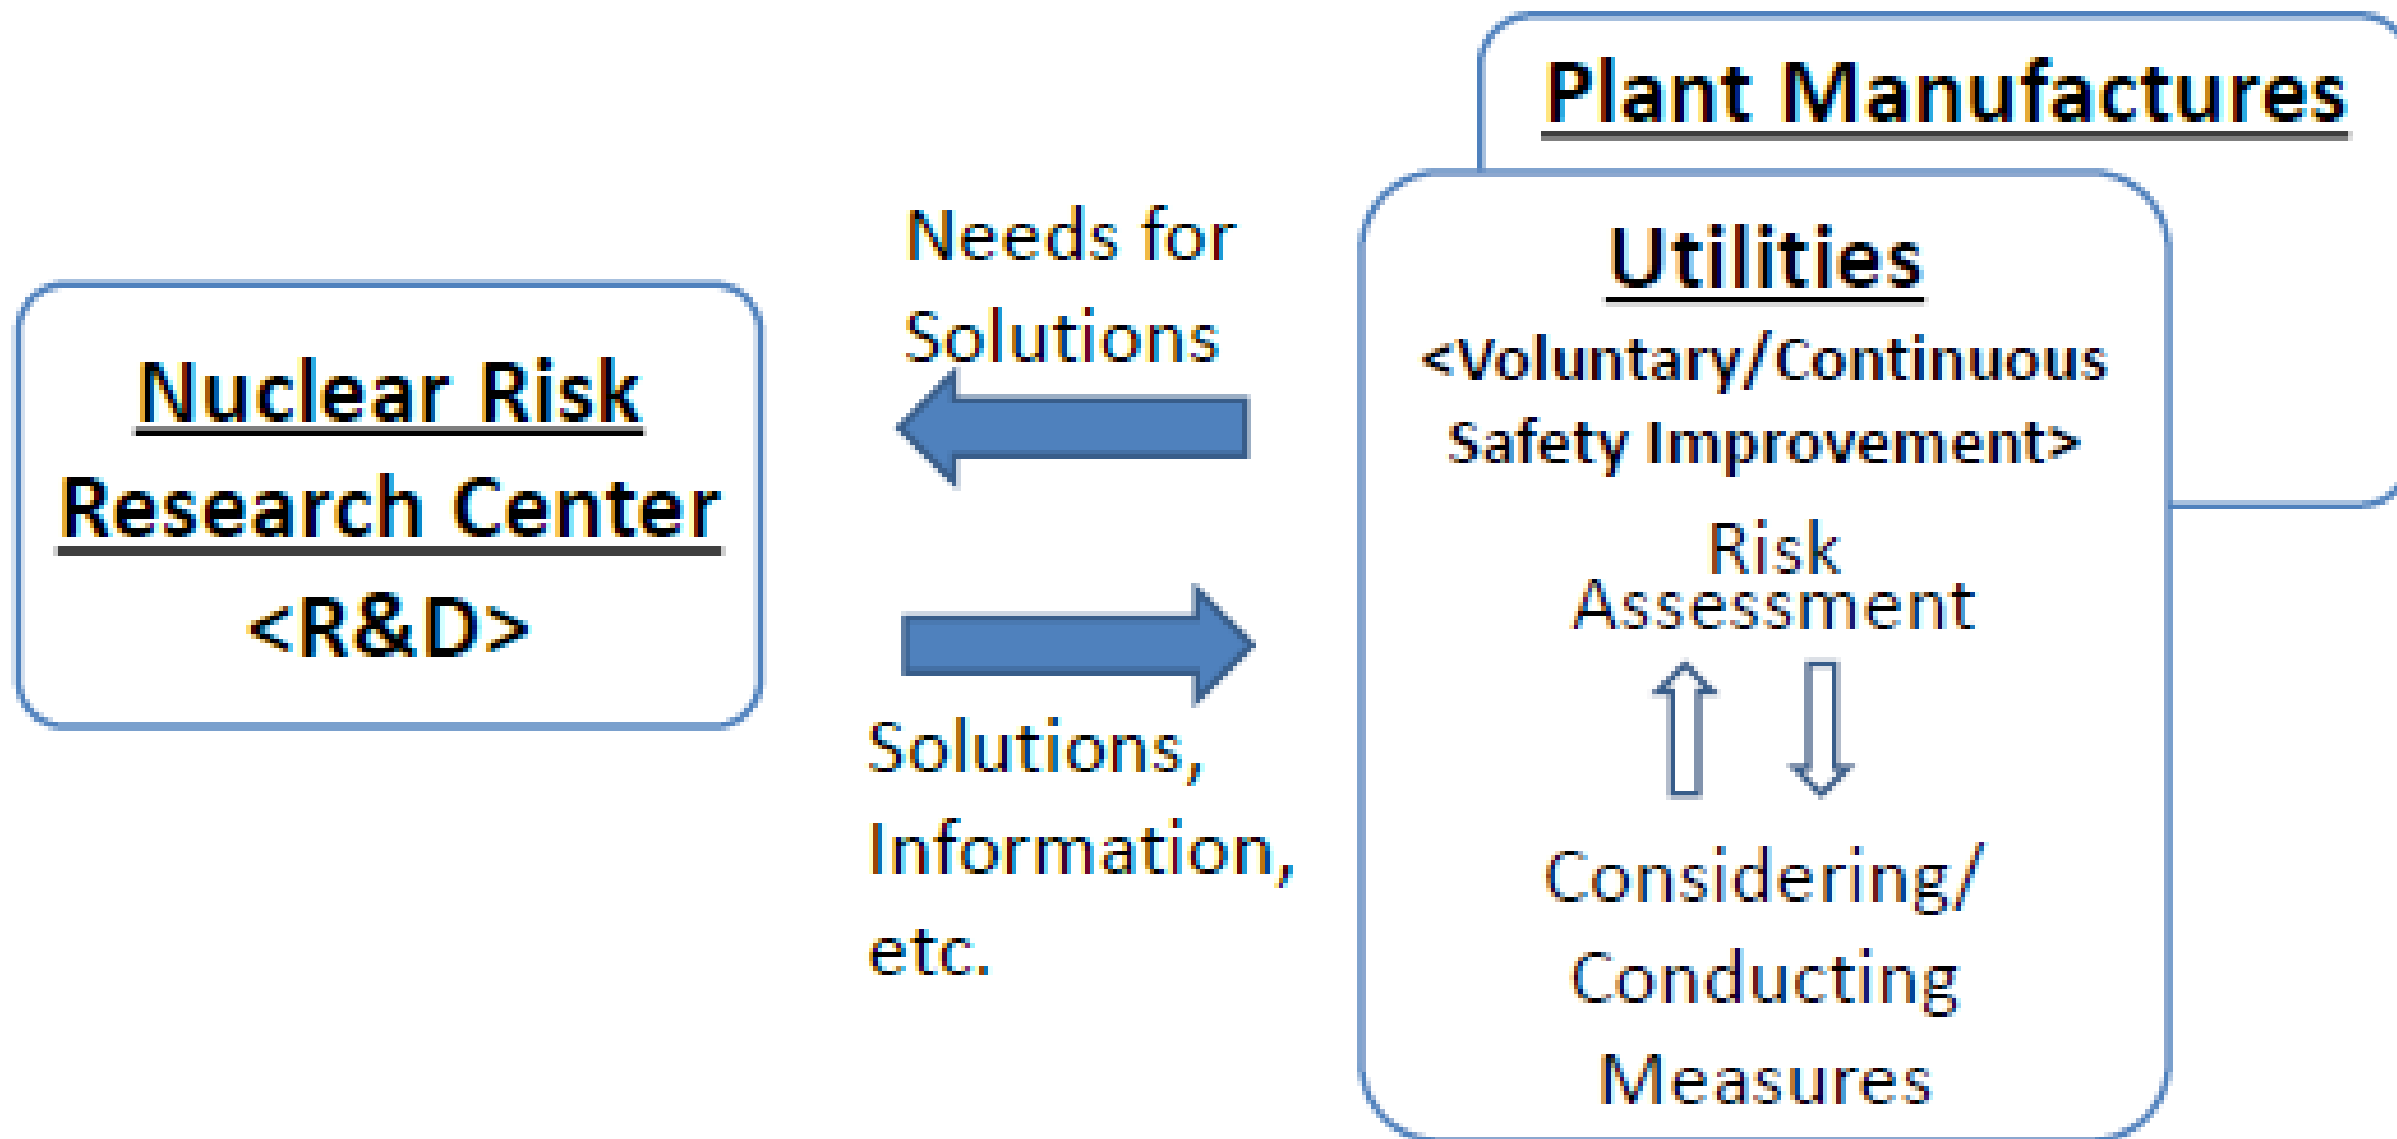 Nuclear Risk
Research Center
<R&D>
Needs for
Solutions
Solutions,
Information,
etc.
Plant Manufactures
Utilities
<Voluntary/Continuous
Safety Improvement>
Risk
Assessment
Considering/
Conducting
Measures